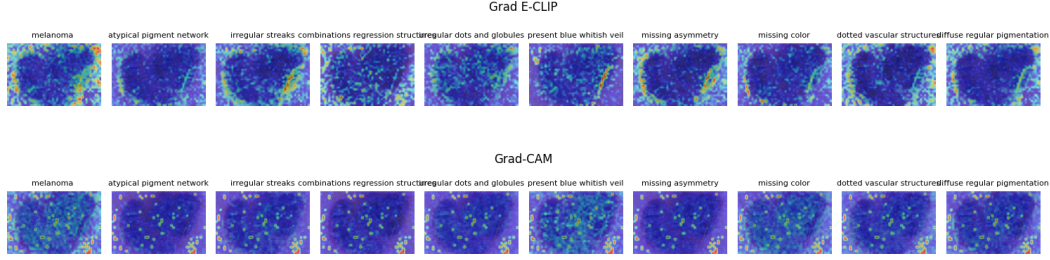 Grad E-CLIP
melanoma atypical pigment network irregular streaks combinations regression structures irregular dots and globules present blue whitish veil missing asymmetry missing color dotted vascular structures diffuse regular pigmentation
Grad-CAM
melanoma atypical pigment network irregular streaks combinations regression structures irregular dots and globules present blue whitish veil missing asymmetry missing color dotted vascular structures diffuse regular pigmentation